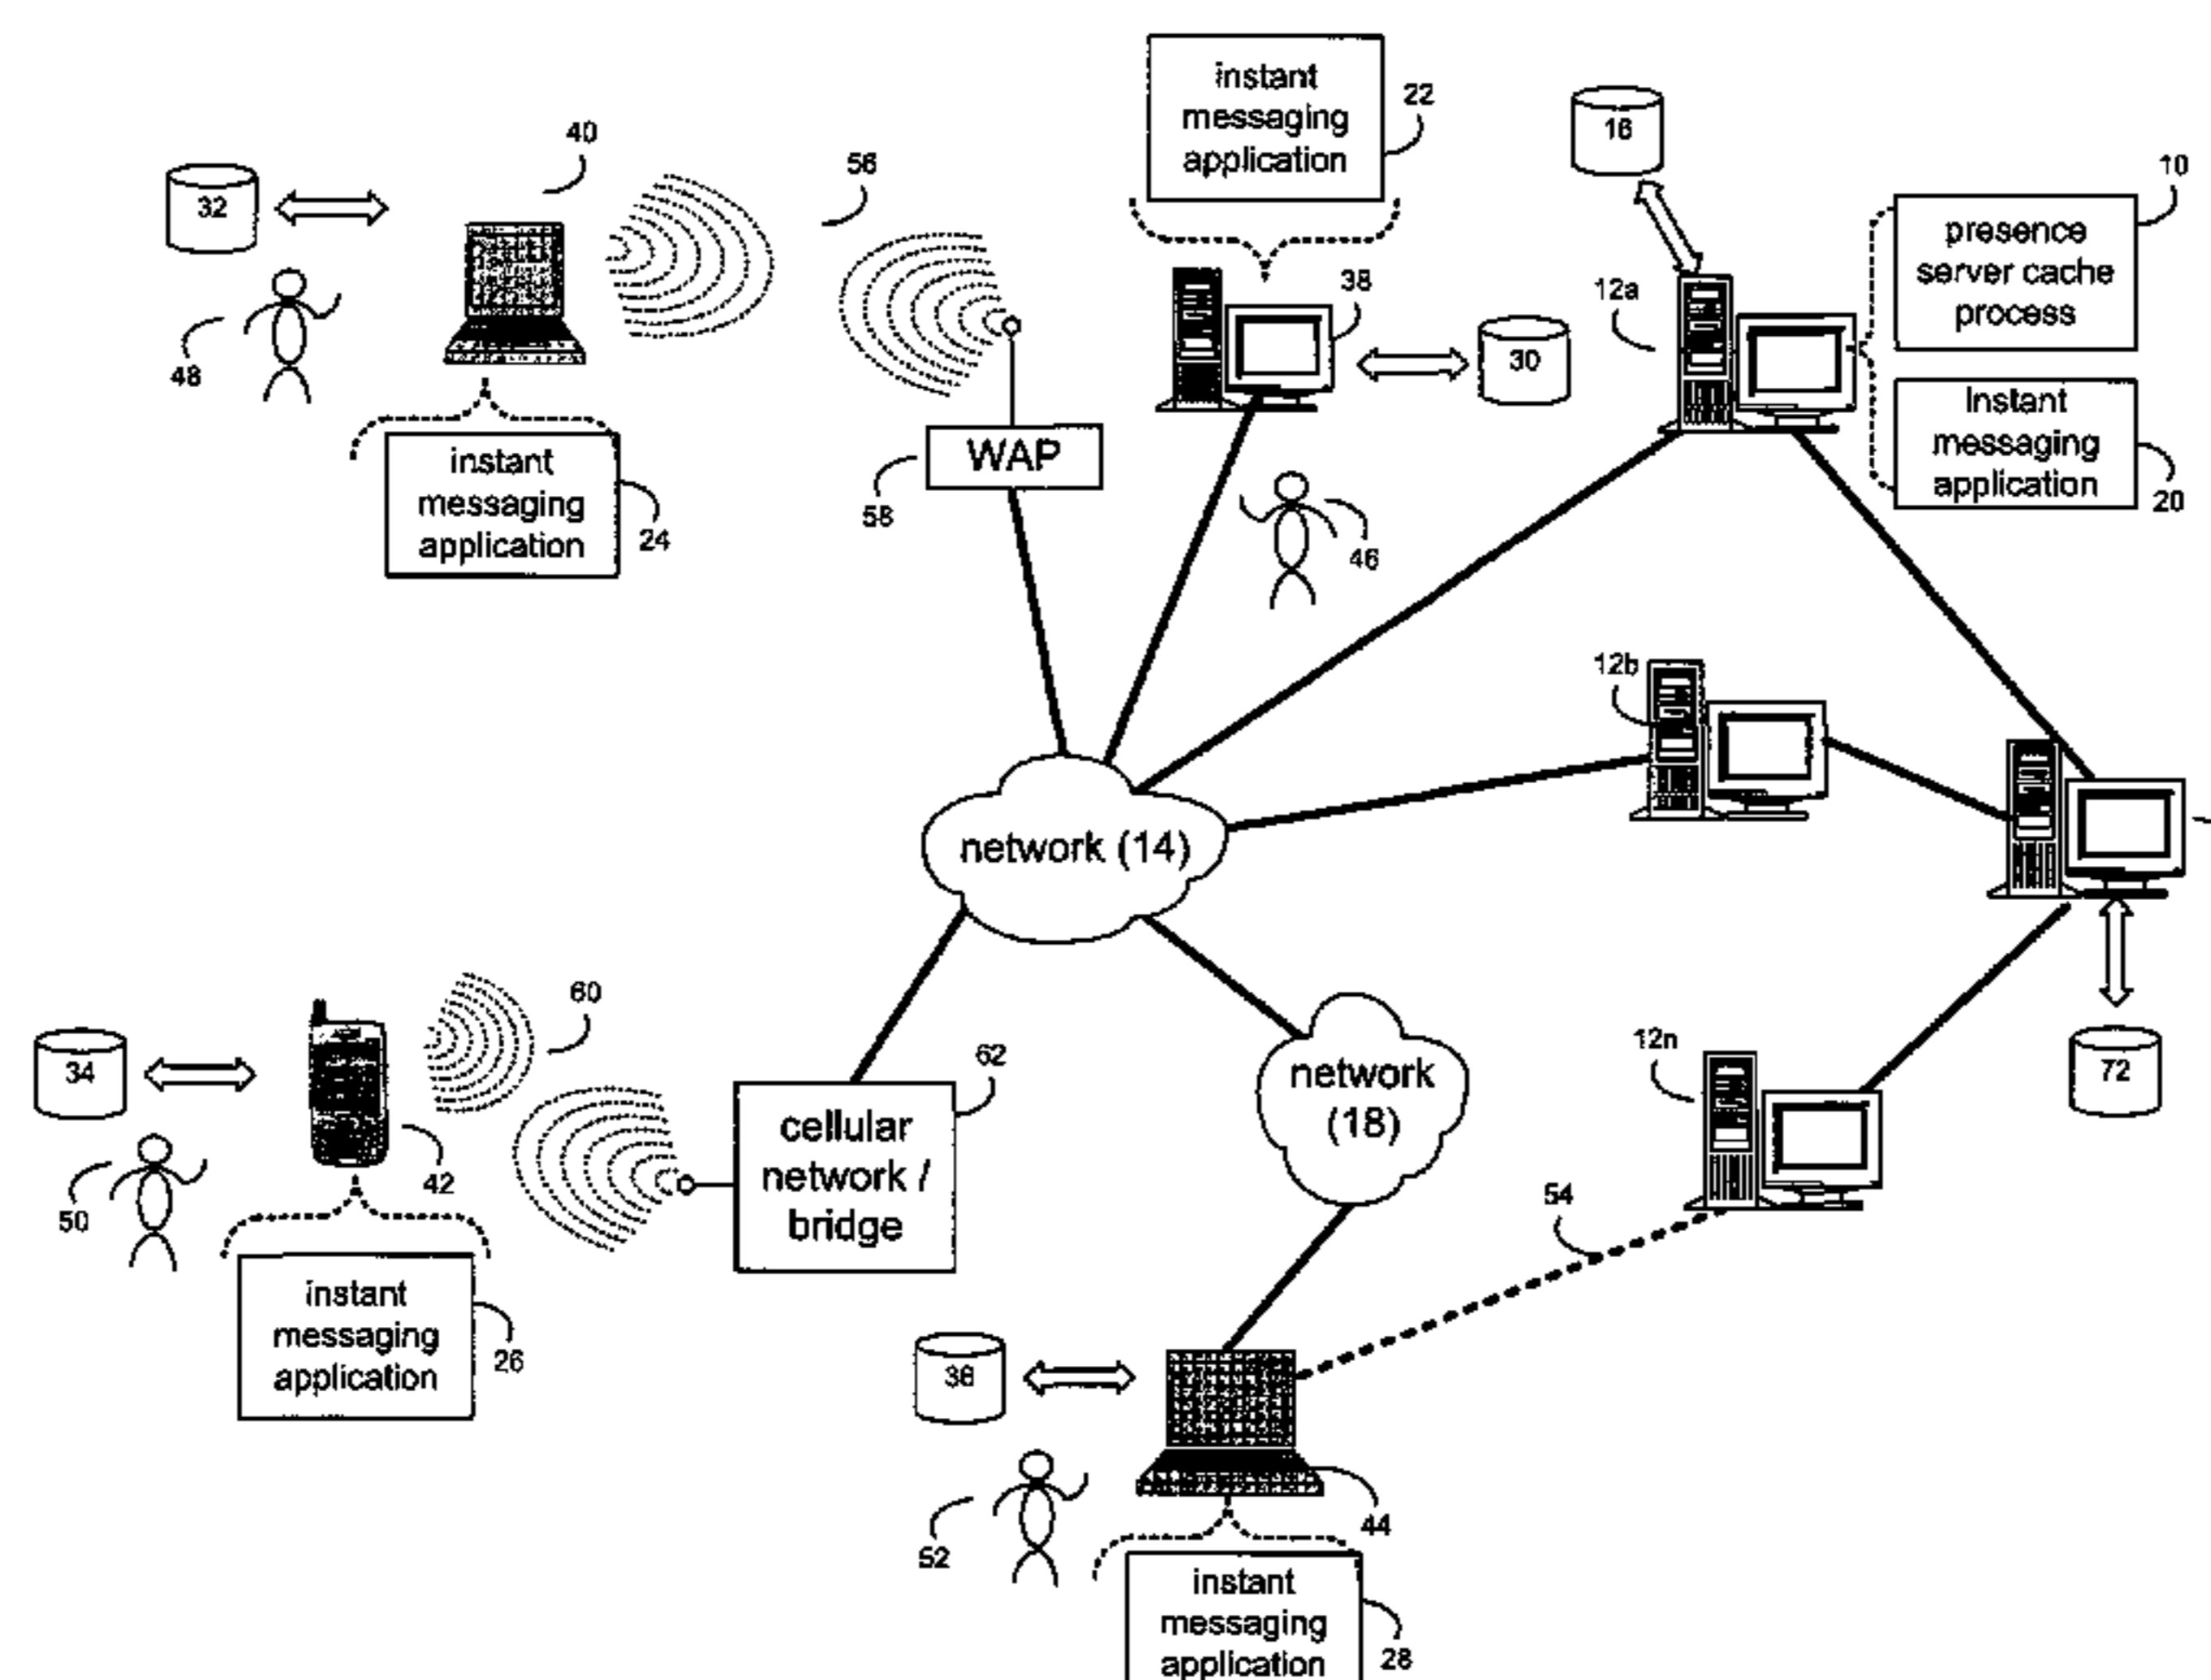 instant
messaging
application
22
16
10
presence
server cache
process
12a
Instant
messaging
application
20
40
56
32
48
instant
messaging
application
24
WAP
58
38
30
46
12b
network (14)
60
34
42
50
62
cellular
network /
bridge
network
(18)
12n
72
54
instant
messaging
application
26
36
44
52
instant
messaging
application
28